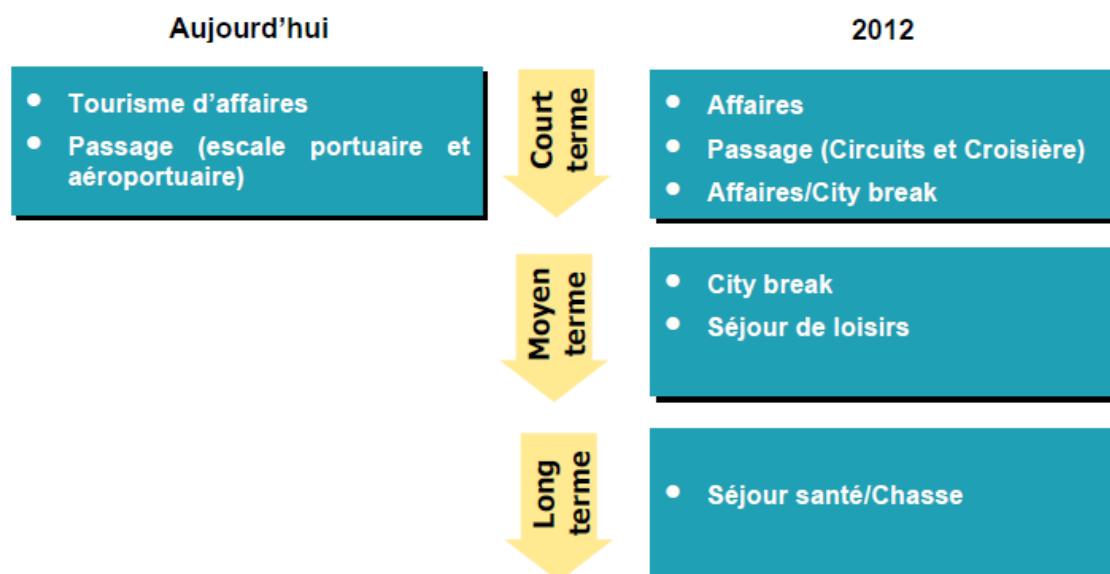 Aujourd'hui
2012
• Tourisme d'affaires
• Passage (escale portuaire et
aéroportuaire)
Court
terme
• Affaires
• Passage (Circuits et Croisière)
• Affaires/City break
Moyen
terme
• City break
• Séjour de loisirs
Long
terme
• Séjour santé/Chasse